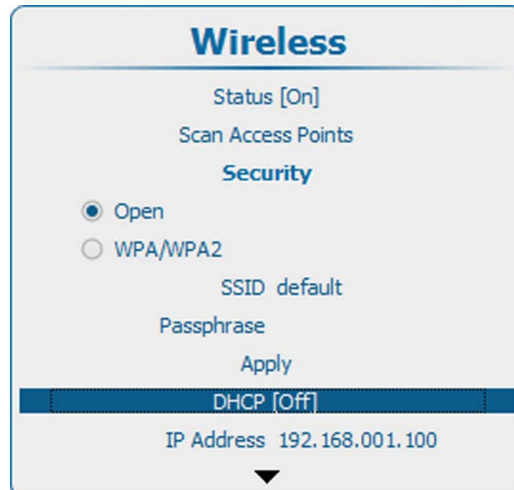 Wireless
Status [On]
Scan Access Points
Security
Open
WPA/WPA2
SSID default
Passphrase
Apply
DHCP [Off]
IP Address 192.168.001.100